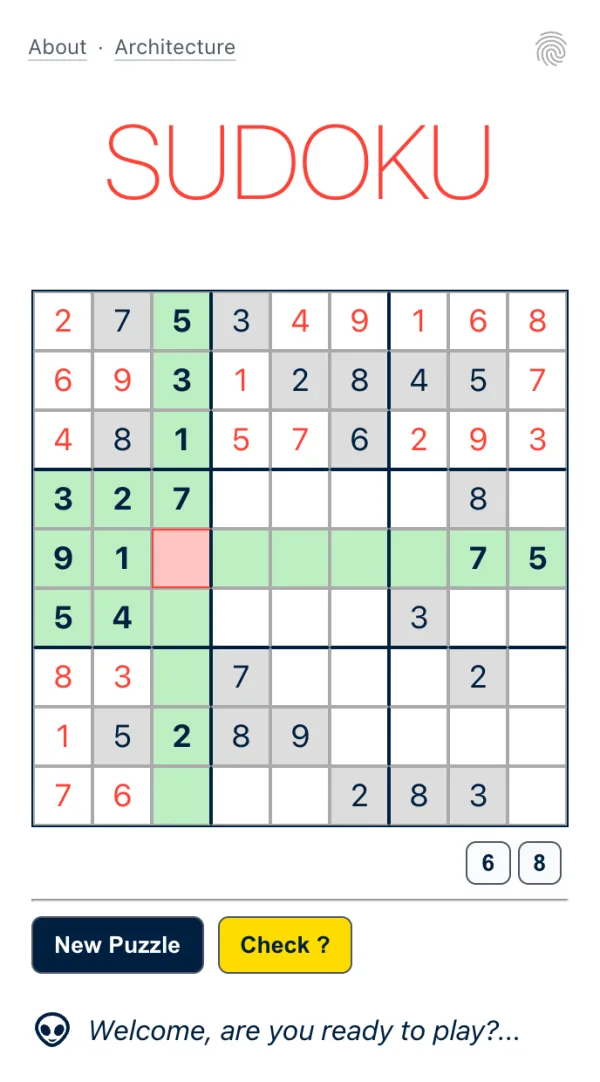 About · Architecture
SUDOKU
2 7 5 3 4 9 1 6 8
6 9 3 1 2 8 4 5 7
4 8 1 5 7 6 2 9 3
3 2 7 8
9 1 7 5
5 4 3
8 3 7 2
1 5 2 8 9
7 6 2 8 3
6 8
New Puzzle Check ?
Welcome, are you ready to play?...